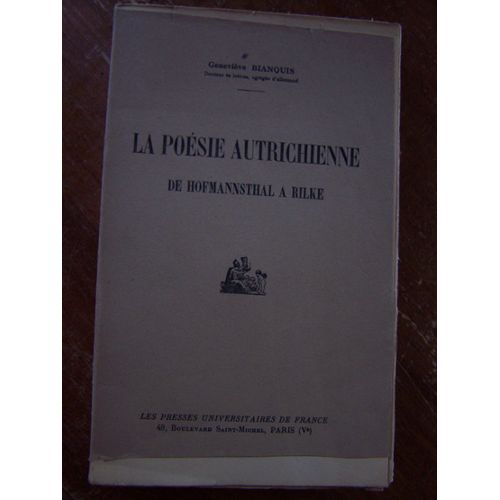 Geneviève BIANQUIS
Docteur ès lettres, agrégée d'allemand
LA POÉSIE AUTRICHIENNE
DE HOFMANNSTHAL A RILKE
LES PRESSES UNIVERSITAIRES DE FRANCE
49, Boulevard Saint-Michel, PARIS (Vᵉ)